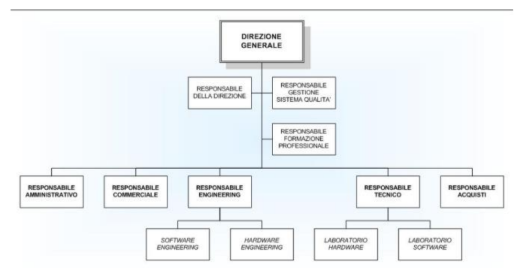 DIREZIONE
GENERALE
RESPONSABILE
DELLA DIREZIONE
RESPONSABILE
GESTIONE
SISTEMA QUALITA'
RESPONSABILE
FORMAZIONE
PROFESSIONALE
RESPONSABILE
AMMINISTRATIVO
RESPONSABILE
COMMERCIALE
RESPONSABILE
ENGINEERING
RESPONSABILE
TECNICO
RESPONSABILE
ACQUISTI
SOFTWARE
ENGINEERING
HARDWARE
ENGINEERING
LABORATORIO
HARDWARE
LABORATORIO
SOFTWARE